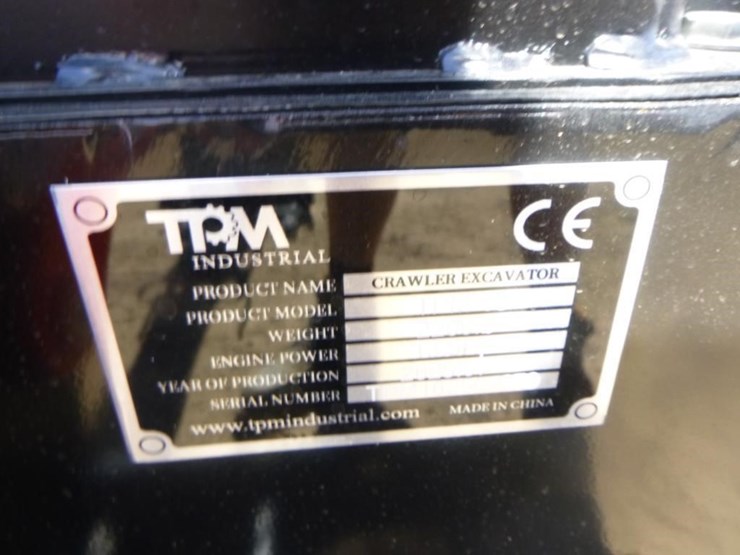 TPM
INDUSTRIAL
CE
PRODUCT NAME CRAWLER EXCAVATOR
PRODUCT MODEL
WEIGHT
ENGINE POWER
YEAR OF PRODUCTION
SERIAL NUMBER
www.tpmindustrial.com MADE IN CHINA